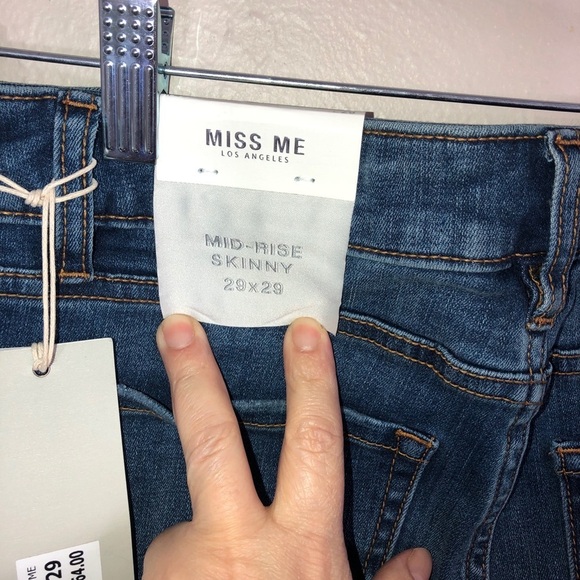 MISS ME
LOS ANGELES
MID-RISE
SKINNY
29x29
ME
29
64.00